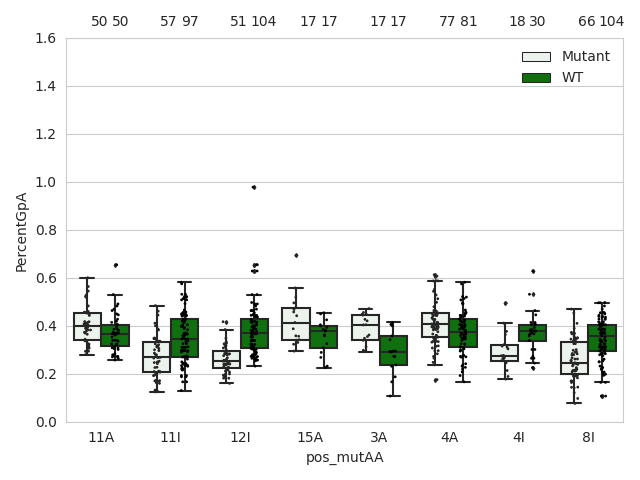 50 50 57 97 51 104 17 17 17 17 77 81 18 30 66 104
1.6
1.4
1.2
1.0
0.8
0.6
0.4
0.2
0.0
PercentGpA
Mutant
WT
11A 11I 12I 15A 3A 4A 4I 8I
pos_mutAA